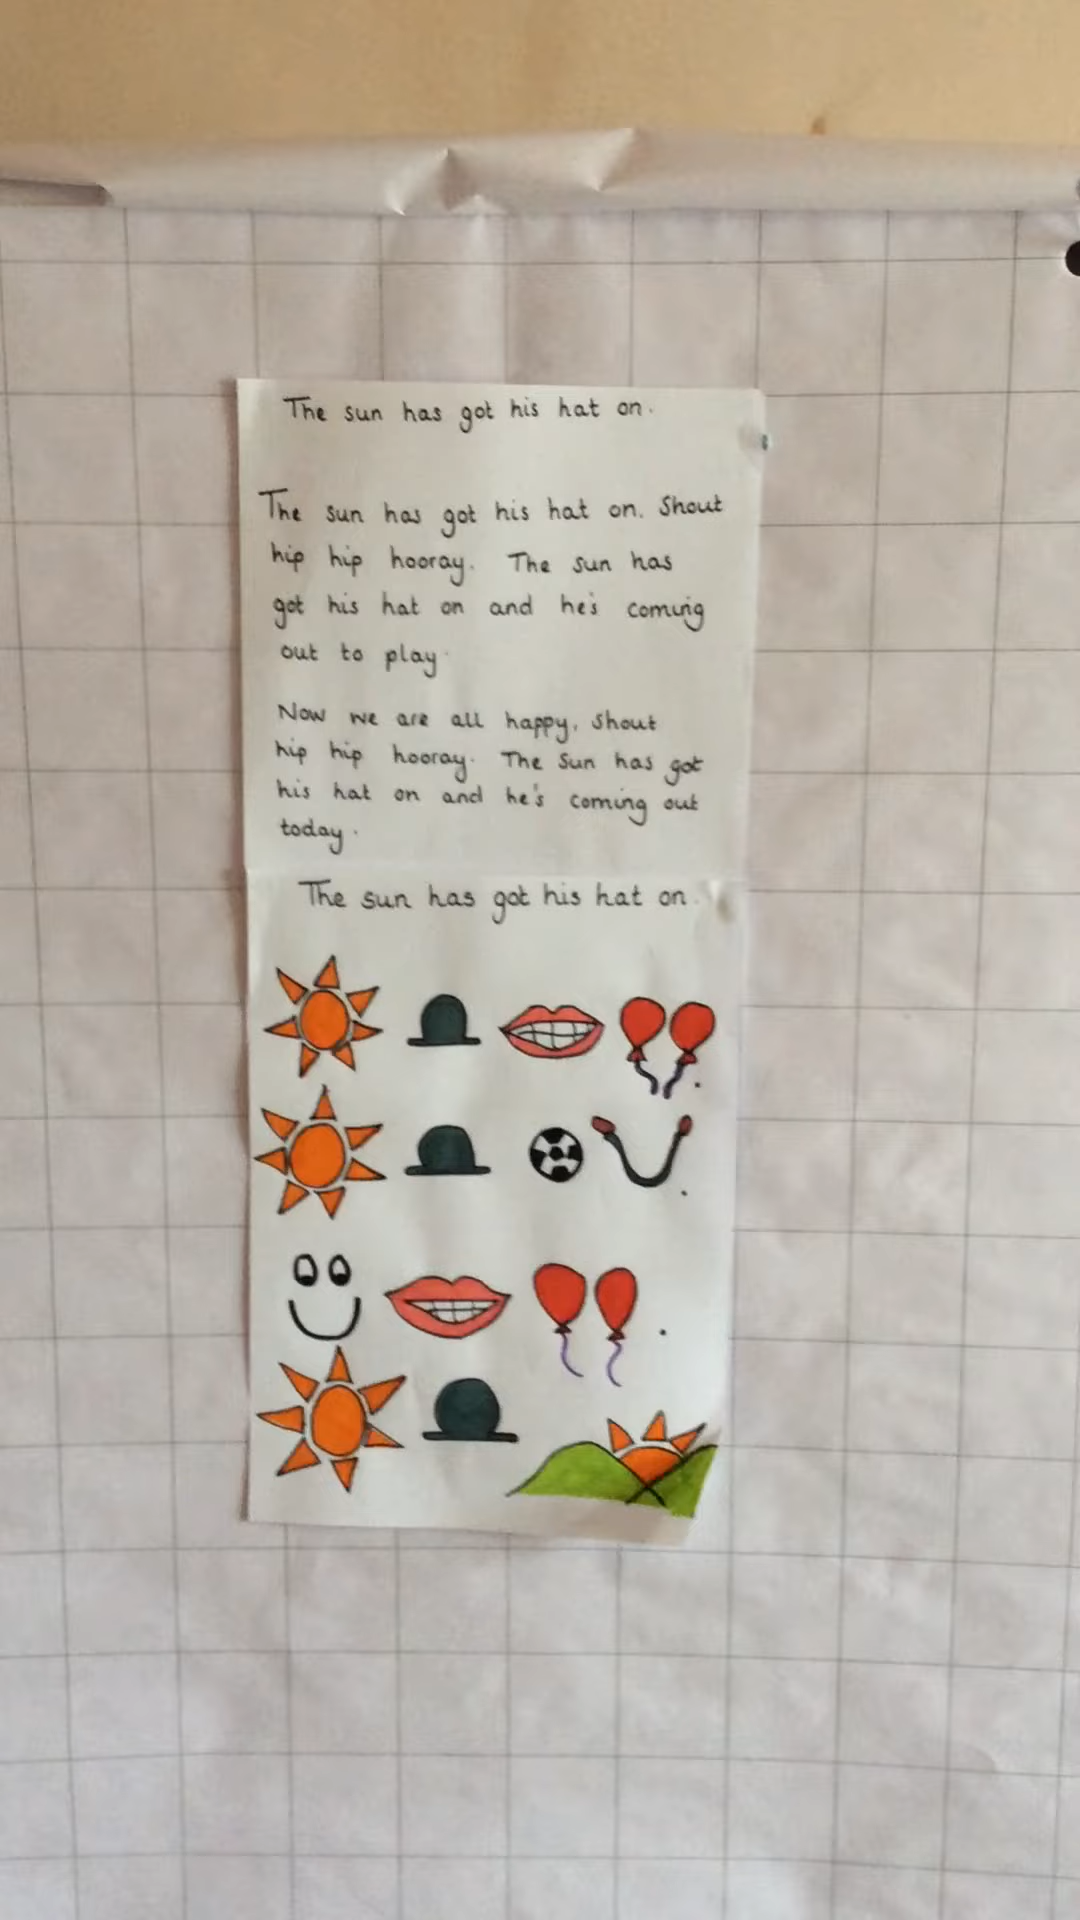 The sun has got his hat on.
The sun has got his hat on. Shout
hip hip hooray. The sun has
got his hat on and he's coming
out to play.
Now we are all happy. Shout
hip hip hooray. The Sun has got
his hat on and he's coming out
today.
The sun has got his hat on.